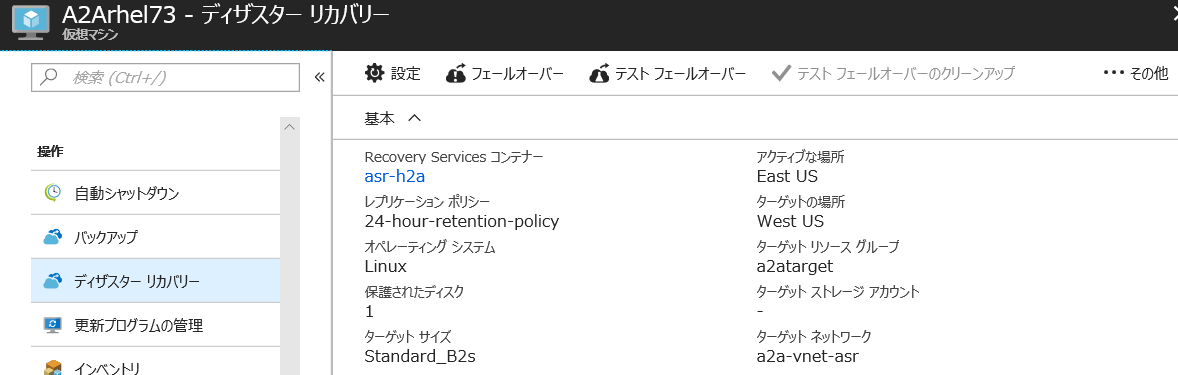 A2Arhel73 - ディザスター リカバリー
仮想マシン
検索 (Ctrl+/)
操作
自動シャットダウン
バックアップ
ディザスター リカバリー
更新プログラムの管理
インベントリ
設定 フェールオーバー テスト フェールオーバー テスト フェールオーバーのクリーンアップ ••• その他
基本
Recovery Services コンテナー
asr-h2a
レプリケーション ポリシー
24-hour-retention-policy
オペレーティング システム
Linux
保護されたディスク
1
ターゲット サイズ
Standard_B2s
アクティブな場所
East US
ターゲットの場所
West US
ターゲット リソース グループ
a2atarget
ターゲット ストレージ アカウント
-
ターゲット ネットワーク
a2a-vnet-asr